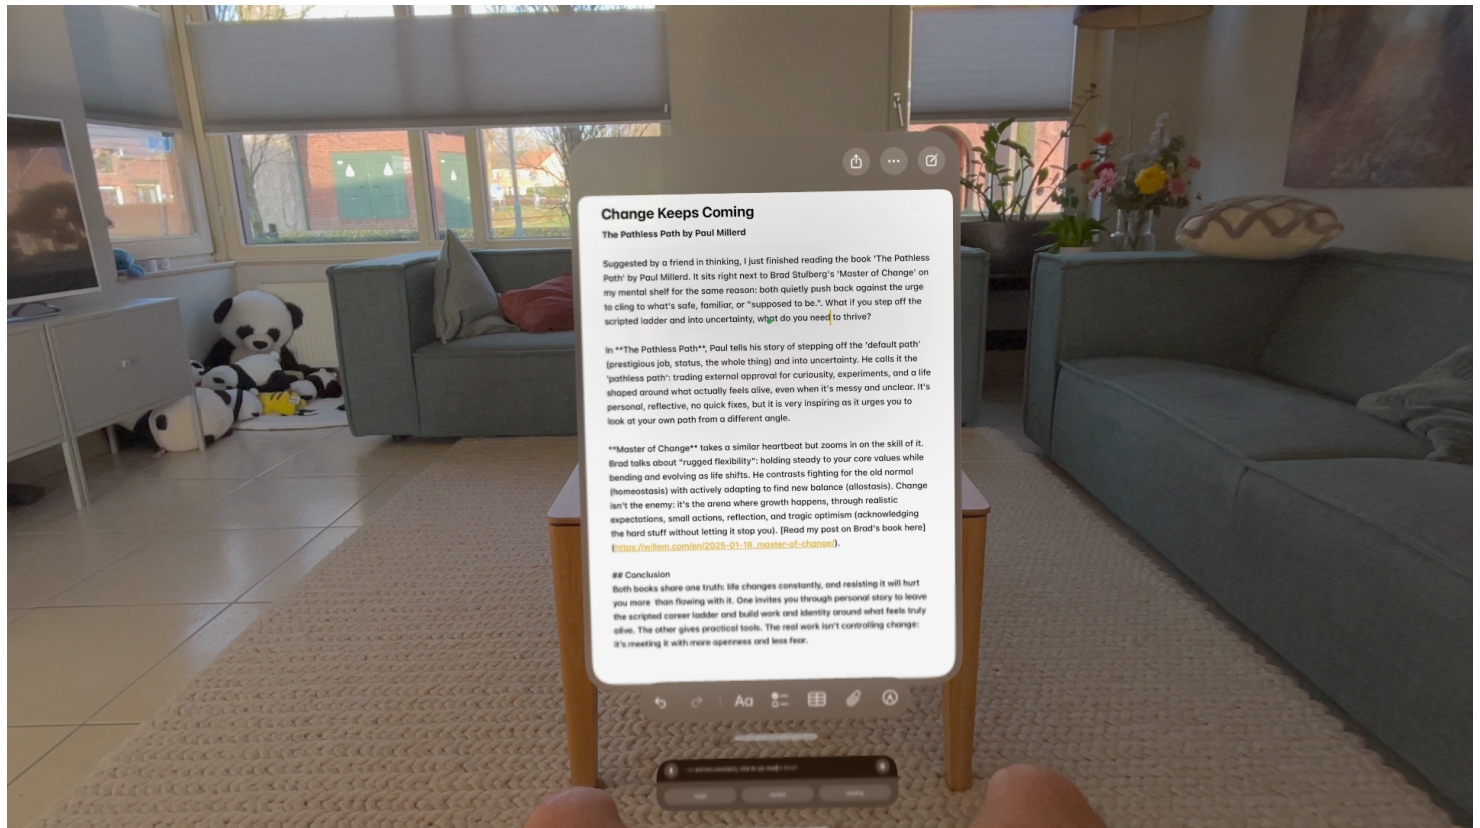 Change Keeps Coming
The Pathless Path by Paul Millerd
Suggested by a friend in thinking, I just finished reading the book 'The Pathless
Path' by Paul Millerd. It sits right next to Brad Stulberg's 'Master of Change' on
my mental shelf for the same reason: both quietly push back against the urge
to cling to what's safe, familiar, or "supposed to be.". What if you step off the
scripted ladder and into uncertainty, what do you need to thrive?
In **The Pathless Path**, Paul tells his story of stepping off the 'default path'
(prestigious job, status, the whole thing) and into uncertainty. He calls it the
'pathless path': trading external approval for curiousity, experiments, and a life
shaped around what actually feels alive, even when it's messy and unclear. It's
personal, reflective, no quick fixes, but it is very inspiring as it urges you to
look at your own path from a different angle.
**Master of Change** takes a similar heartbeat but zooms in on the skill of it.
Brad talks about "rugged flexibility": holding steady to your core values while
bending and evolving as life shifts. He contrasts fighting for the old normal
(homeostasis) with actively adapting to find new balance (allostasis). Change
isn't the enemy: it's the arena where growth happens, through realistic
expectations, small actions, reflection, and tragic optimism (acknowledging
the hard stuff without letting it stop you). [Read my post on Brad's book here]
(https://willem.com/en/2025-01-18_master-of-change/).
## Conclusion
Both books share one truth: life changes constantly, and resisting it will hurt
you more than flowing with it. One invites you through personal story to leave
the scripted career ladder and build work and identity around what feels truly
alive. The other gives practical tools. The real work isn't controlling change:
it's meeting it with more openness and less fear.
Aa